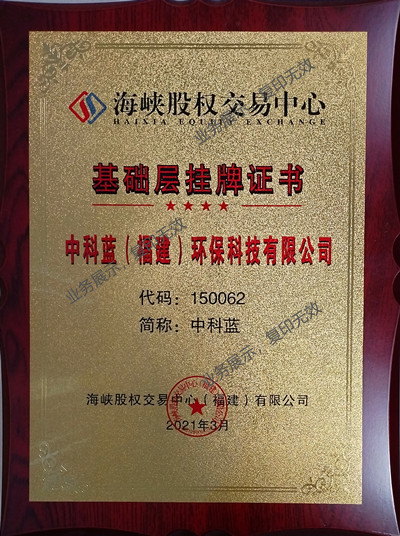 海峡股权交易中心
HAIXIA EQUITY EXCHANGE
基础层挂牌证书
中科蓝（福建）环保科技有限公司
代码：150062
简称：中科蓝
海峡股权交易中心（福建）有限公司
2021年3月
业务展示，复印无效
业务展示，复印无效
业务展示，复印无效